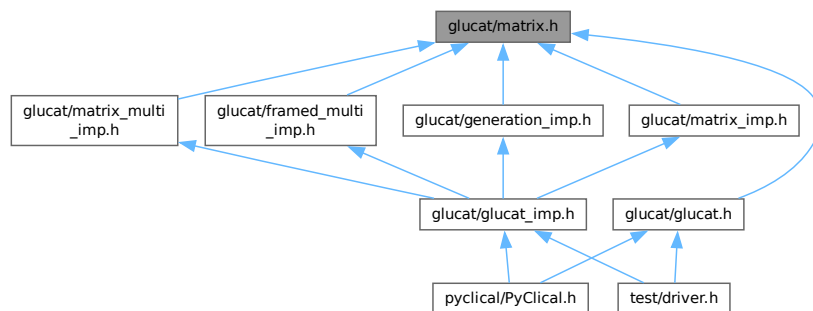 glucat/matrix.h
glucat/matrix_multi
_imp.h
glucat/framed_multi
_imp.h
glucat/generation_imp.h
glucat/matrix_imp.h
glucat/glucat_imp.h
glucat/glucat.h
pyclical/PyClical.h
test/driver.h